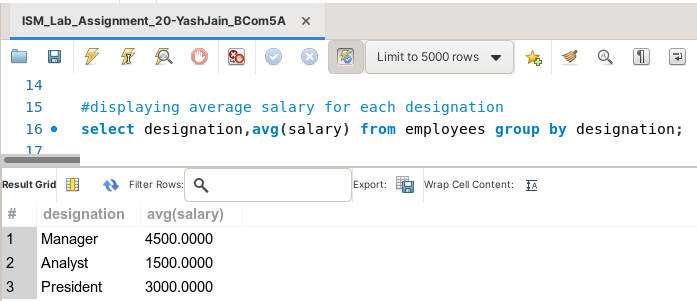 ISM_Lab_Assignment_20-YashJain_BCom5A ×
Limit to 5000 rows
14
15 #displaying average salary for each designation
16 select designation,avg(salary) from employees group by designation;
17
Result Grid Filter Rows: Export: Wrap Cell Content: IA
# designation avg(salary)
1 Manager 4500.0000
2 Analyst 1500.0000
3 President 3000.0000